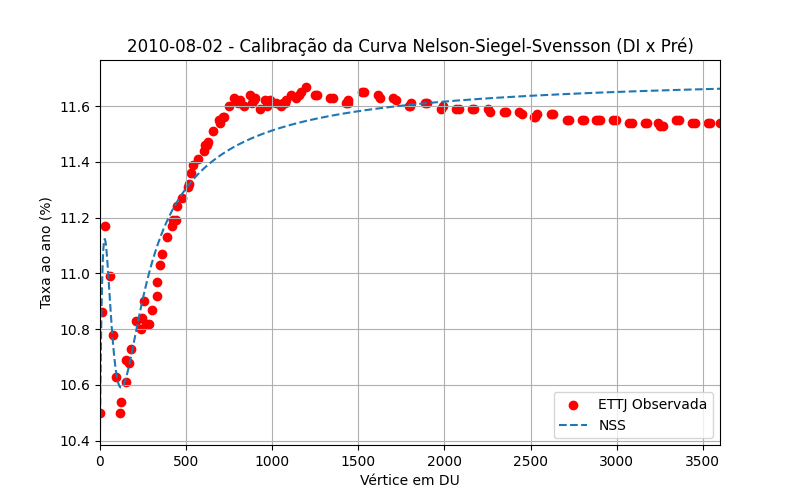 2010-08-02 - Calibração da Curva Nelson-Siegel-Svensson (DI x Pré)
Taxa ao ano (%)
11.6
11.4
11.2
11.0
10.8
10.6
10.4
ETTJ Observada
NSS
0 500 1000 1500 2000 2500 3000 3500
Vértice em DU